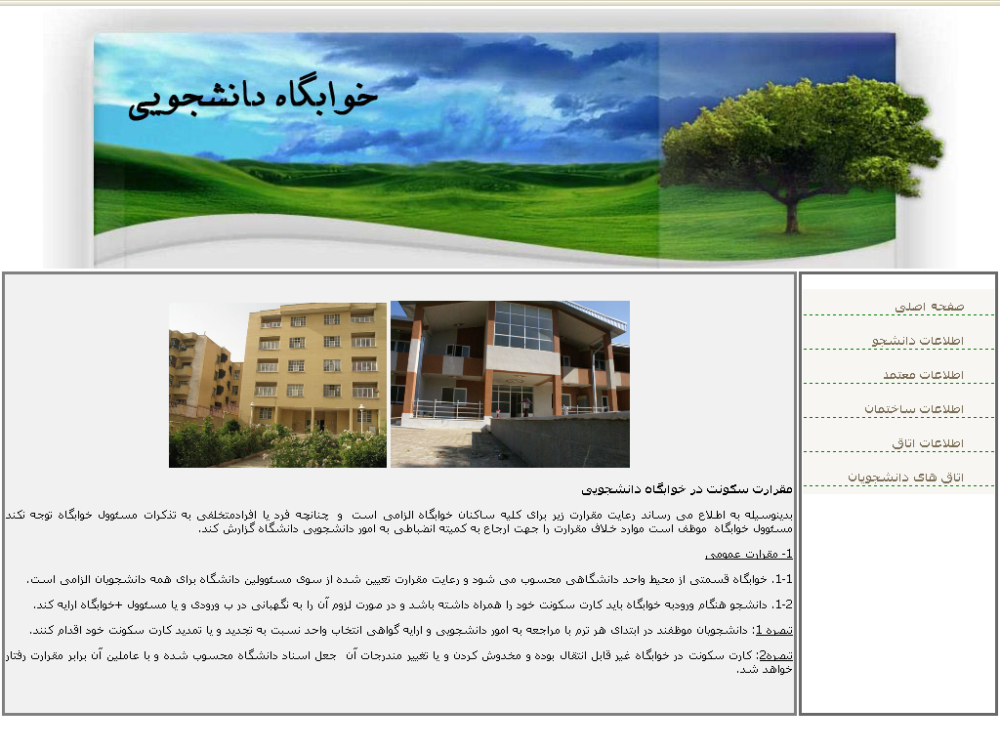 خوابگاه دانشجویی
صفحه اصلی
اطلاعات دانشجو
اطلاعات معتمد
اطلاعات ساختمان
اطلاعات اتاق
اتاق های دانشجویان
مقرارت سکونت در خوابگاه دانشجویی
بدینوسیله به اطلاع می رساند رعایت مقرارت زیر برای کلیه ساکنان خوابگاه الزامی است و چنانچه فرد یا افرادمتخلفی به تذکرات مسئوول خوابگاه توجه نکند
مسئوول خوابگاه موظف است موارد خلاف مقرارت را جهت ارجاع به کمیته انضباطی به امور دانشجویی دانشگاه گزارش کند.
1- مقرارت عمومی
1-1. خوابگاه قسمتی از محیط واحد دانشگاهی محسوب می شود و رعایت مقرارت تعیین شده از سوی مسئوولین دانشگاه برای همه دانشجویان الزامی است.
1-2. دانشجو هنگام ورودبه خوابگاه باید کارت سکونت خود را همراه داشته باشد و در صورت لزوم آن را به نگهبانی در ب ورودی و یا مسئوول +خوابگاه ارایه کند.
تبصره 1: دانشجویان موظفند در ابتدای هر ترم با مراجعه به امور دانشجویی و ارایه گواهی انتخاب واحد نسبت به تجدید و یا تمدید کارت سکونت خود اقدام کنند.
تبصره2: کارت سکونت در خوابگاه غیر قابل انتقال بوده و مخدوش کردن و یا تغییر مندرجات آن جعل اسناد دانشگاه محسوب شده و با عاملین آن برابر مقرارت رفتار
خواهد شد.